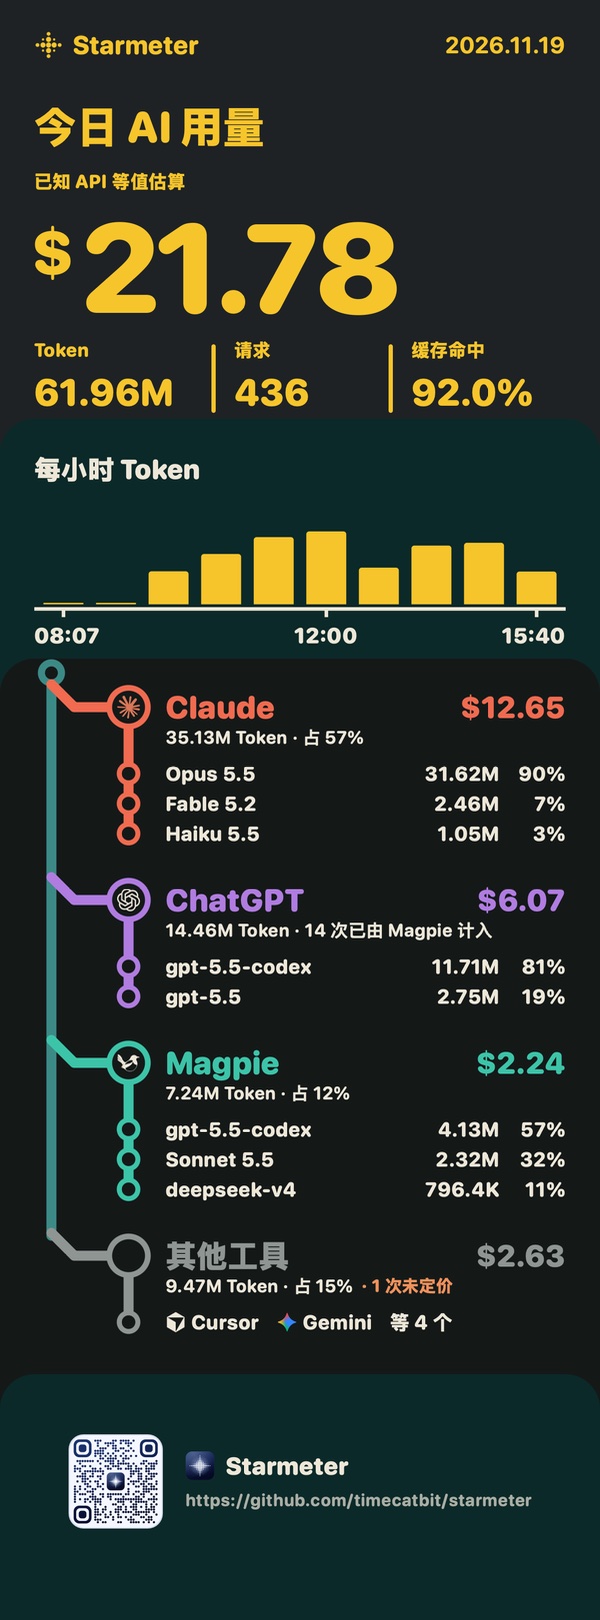 Starmeter 2026.11.19
今日 AI 用量
已知 API 等值估算
$21.78
Token 请求 缓存命中
61.96M 436 92.0%
每小时 Token
08:07 12:00 15:40
Claude $12.65
35.13M Token · 占 57%
Opus 5.5 31.62M 90%
Fable 5.2 2.46M 7%
Haiku 5.5 1.05M 3%
ChatGPT $6.07
14.46M Token · 14 次已由 Magpie 计入
gpt-5.5-codex 11.71M 81%
gpt-5.5 2.75M 19%
Magpie $2.24
7.24M Token · 占 12%
gpt-5.5-codex 4.13M 57%
Sonnet 5.5 2.32M 32%
deepseek-v4 796.4K 11%
其他工具 $2.63
9.47M Token · 占 15% · 1 次未定价
Cursor Gemini 等 4 个
Starmeter
https://github.com/timecatbit/starmeter